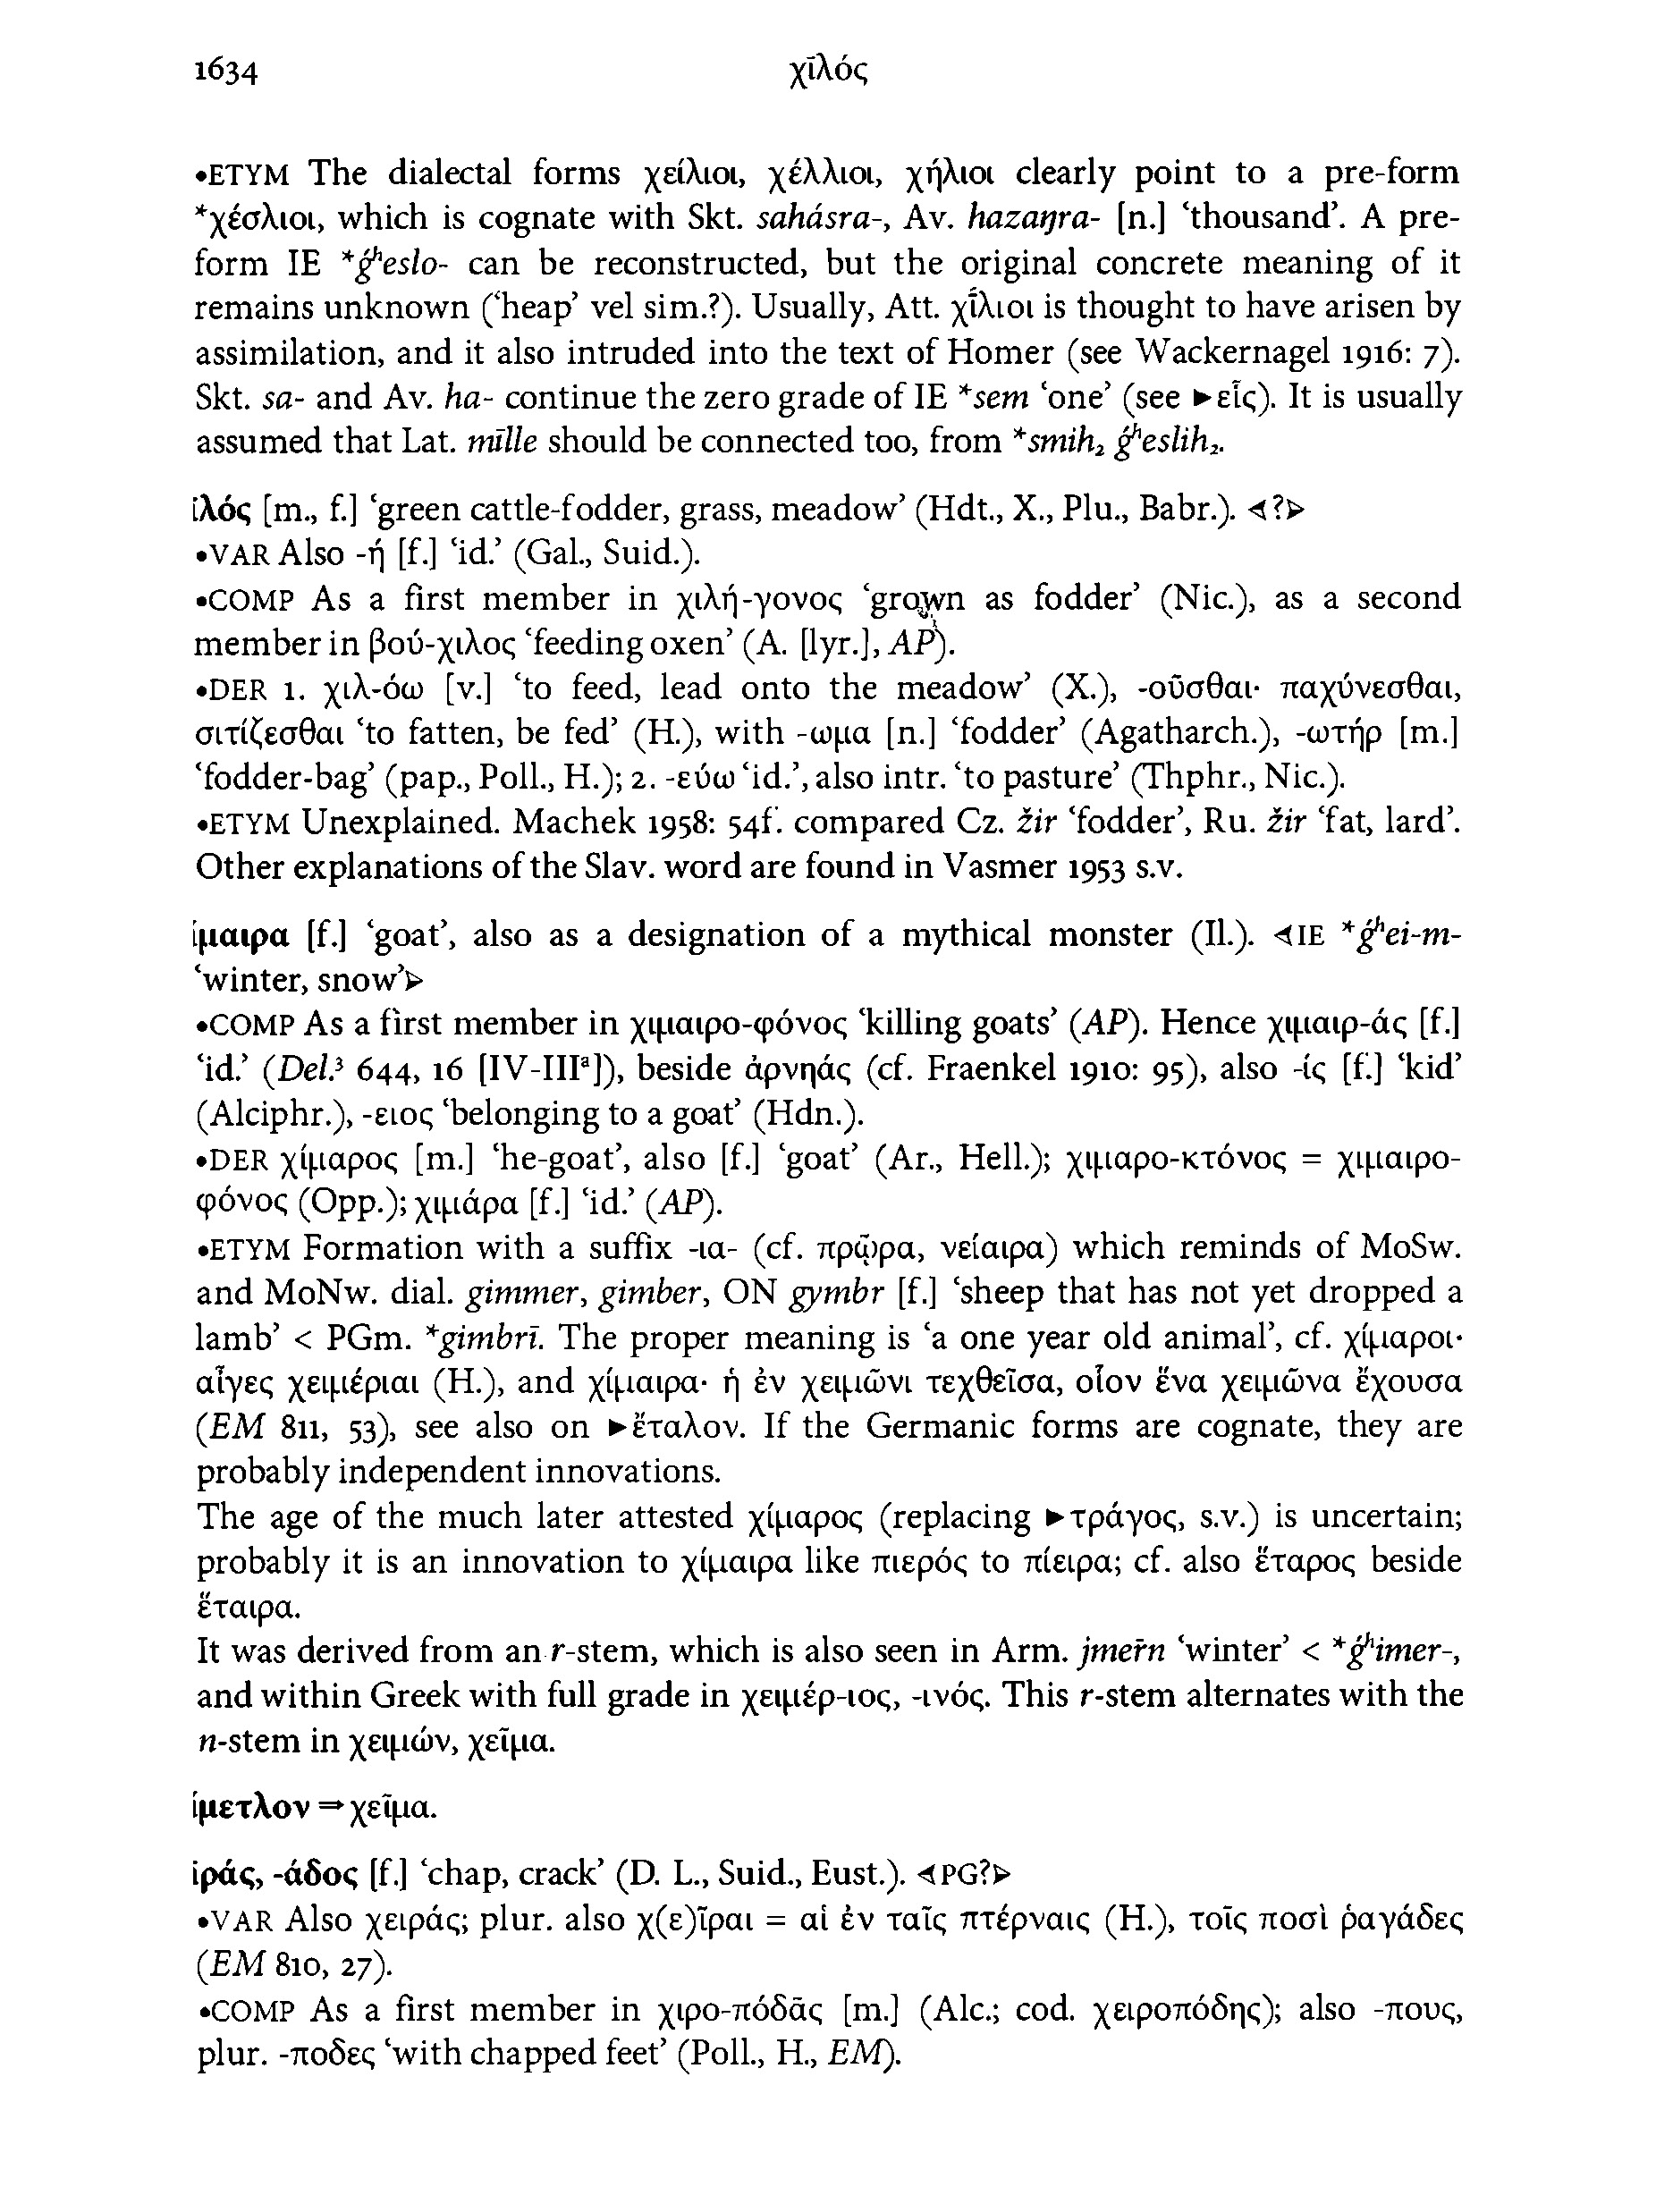 1634 χῑλός
•ETYM The dialectal forms χείλιοι, χέλλιοι, χήλιοι clearly point to a pre-form
*χέσλιοι, which is cognate with Skt. sahásra-, Av. hazaŋra- [n.] ‘thousand’. A pre-
form IE *ǵʰeslo- can be reconstructed, but the original concrete meaning of it
remains unknown (‘heap’ vel sim.?). Usually, Att. χῑ́λιοι is thought to have arisen by
assimilation, and it also intruded into the text of Homer (see Wackernagel 1916: 7).
Skt. sa- and Av. ha- continue the zero grade of IE *sem ‘one’ (see ►εἷς). It is usually
assumed that Lat. mīlle should be connected too, from *smih₂ ǵʰeslih₂.
ῑλός [m., f.] ‘green cattle-fodder, grass, meadow’ (Hdt., X., Plu., Babr.). ⊲?⊳
•VAR Also -ή [f.] ‘id.’ (Gal., Suid.).
•COMP As a first member in χιλή-γονος ‘grown as fodder’ (Nic.), as a second
member in βού-χιλος ‘feeding oxen’ (A. [lyr.], AP).
•DER 1. χιλ-όω [v.] ‘to feed, lead onto the meadow’ (X.), -οῦσθαι· παχύνεσθαι,
σιτίζεσθαι ‘to fatten, be fed’ (H.), with -ωμα [n.] ‘fodder’ (Agatharch.), -ωτήρ [m.]
‘fodder-bag’ (pap., Poll., H.); 2. -εύω ‘id.’, also intr. ‘to pasture’ (Thphr., Nic.).
•ETYM Unexplained. Machek 1958: 54f. compared Cz. žir ‘fodder’, Ru. žir ‘fat, lard’.
Other explanations of the Slav. word are found in Vasmer 1953 s.v.
ίμαιρα [f.] ‘goat’, also as a designation of a mythical monster (Il.). ⊲IE *ǵʰei-m-
‘winter, snow’⊳
•COMP As a first member in χιμαιρο-φόνος ‘killing goats’ (AP). Hence χιμαιρ-άς [f.]
‘id.’ (Del.³ 644, 16 [IV-IIIᵃ]), beside ἀρνηάς (cf. Fraenkel 1910: 95), also -ίς [f.] ‘kid’
(Alciphr.), -ειος ‘belonging to a goat’ (Hdn.).
•DER χίμαρος [m.] ‘he-goat’, also [f.] ‘goat’ (Ar., Hell.); χιμαρο-κτόνος = χιμαιρο-
φόνος (Opp.); χιμάρα [f.] ‘id.’ (AP).
•ETYM Formation with a suffix -ια- (cf. πρῷρα, νείαιρα) which reminds of MoSw.
and MoNw. dial. gimmer, gimber, ON gymbr [f.] ‘sheep that has not yet dropped a
lamb’ < PGm. *gimbrī. The proper meaning is ‘a one year old animal’, cf. χίμαροι·
αἶγες χειμέριαι (H.), and χίμαιρα· ἡ ἐν χειμῶνι τεχθεῖσα, οἷον ἕνα χειμῶνα ἔχουσα
(EM 811, 53), see also on ►ἔταλον. If the Germanic forms are cognate, they are
probably independent innovations.
The age of the much later attested χίμαρος (replacing ►τράγος, s.v.) is uncertain;
probably it is an innovation to χίμαιρα like πιερός to πίειρα; cf. also ἕταρος beside
ἕταιρα.
It was derived from an r-stem, which is also seen in Arm. jmeṙn ‘winter’ < *ǵʰimer-,
and within Greek with full grade in χειμέρ-ιος, -ινός. This r-stem alternates with the
n-stem in χειμών, χεῖμα.
ίμετλον ⇒χεῖμα.
ιράς, -άδος [f.] ‘chap, crack’ (D. L., Suid., Eust.). ⊲PG?⊳
•VAR Also χειράς; plur. also χ(ε)ῖραι = αἱ ἐν ταῖς πτέρναις (H.), τοῖς ποσὶ ῥαγάδες
(EM 810, 27).
•COMP As a first member in χιρο-πόδᾱς [m.] (Alc.; cod. χειροπόδης); also -πους,
plur. -ποδες ‘with chapped feet’ (Poll., H., EM).